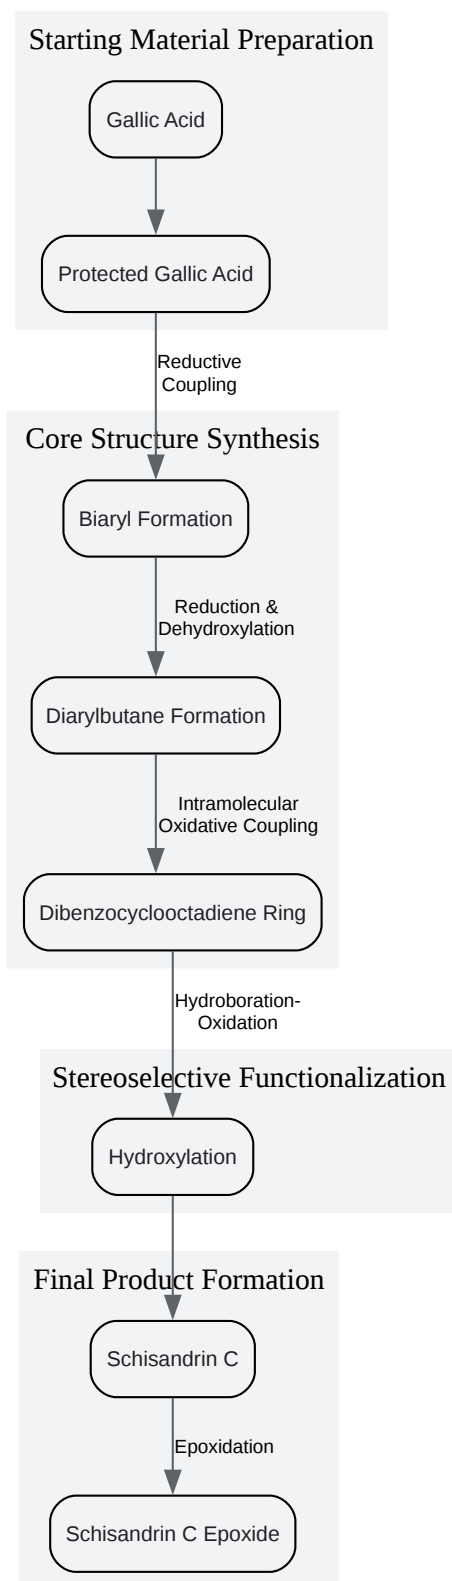 Starting Material Preparation
Gallic Acid
Protected Gallic Acid
Reductive
Coupling
Core Structure Synthesis
Biaryl Formation
Reduction &
Dehydroxylation
Diarylbutane Formation
Intramolecular
Oxidative Coupling
Dibenzocyclooctadiene Ring
Hydroboration-
Oxidation
Stereoselective Functionalization
Hydroxylation
Final Product Formation
Schisandrin C
Epoxidation
Schisandrin C Epoxide